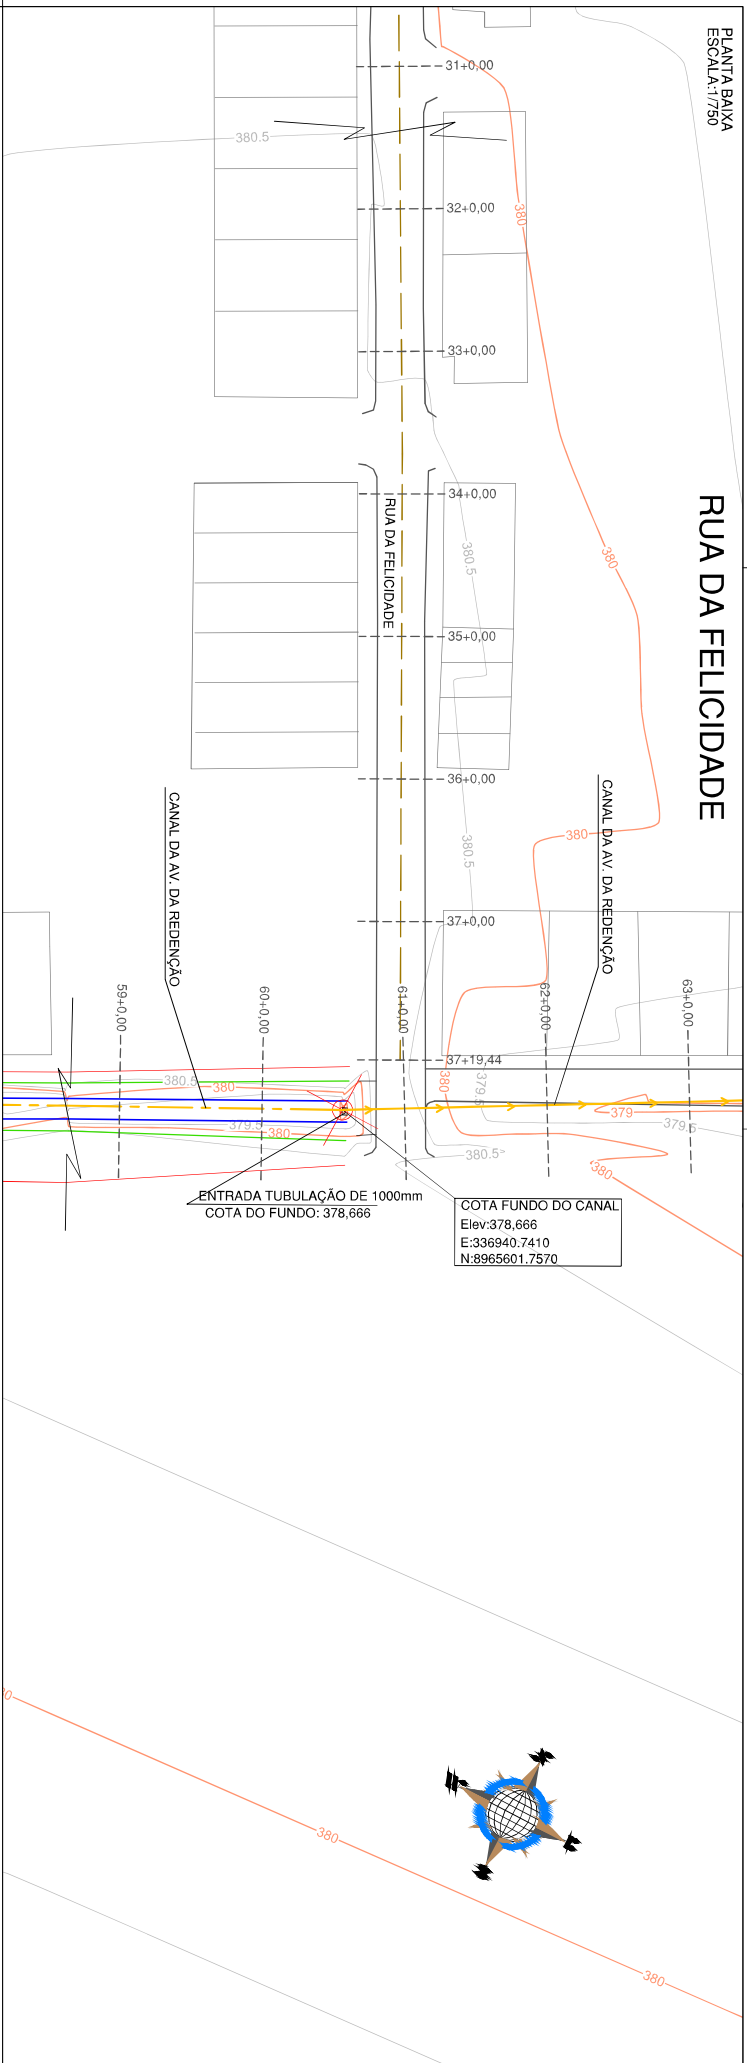 PLANTA BAIXA
ESCALA:1/750
RUA DA FELICIDADE
31+0,00
380.5
32+0,00
380
33+0,00
34+0,00
RUA DA FELICIDADE
380.5
380
35+0,00
36+0,00
CANAL DA AV. DA REDENÇÃO
CANAL DA AV. DA REDENÇÃO
380
380.5
37+0,00
59+0,00
60+0,00
61+0,00
62+0,00
63+0,00
37+19,44
380.5
380
380
379.5
379
379.5
380
379.5
380.5
380
ENTRADA TUBULAÇÃO DE 1000mm
COTA DO FUNDO: 378,666
COTA FUNDO DO CANAL
Elev:378,666
E:336940.7410
N:8965601.7570
380
380